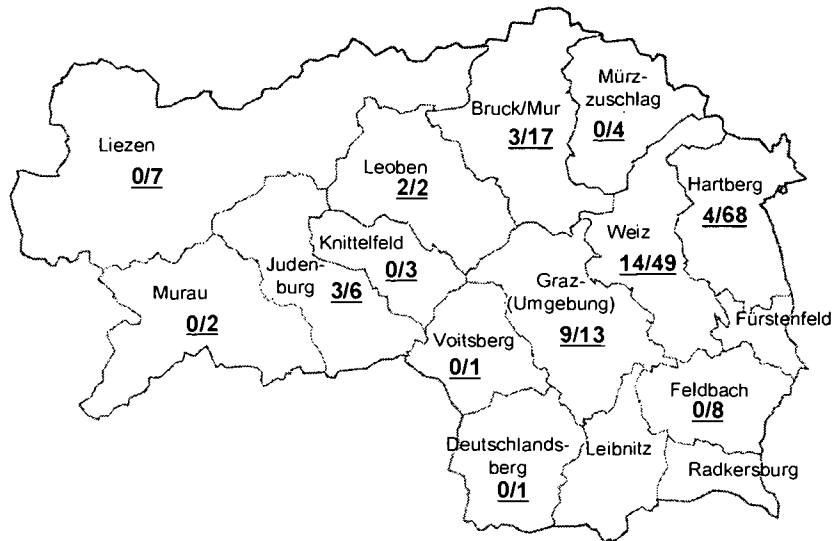 Mürz-
zuschlag
0/4
Bruck/Mur
3/17
Liezen
0/7
Leoben
2/2
Hartberg
4/68
Weiz
14/49
Knittelfeld
0/3
Juden-
burg
3/6
Graz-
(Umgebung)
9/13
Murau
0/2
Fürstenfeld
Voitsberg
0/1
Feldbach
0/8
Deutschlands-
berg
0/1
Leibnitz
Radkersburg